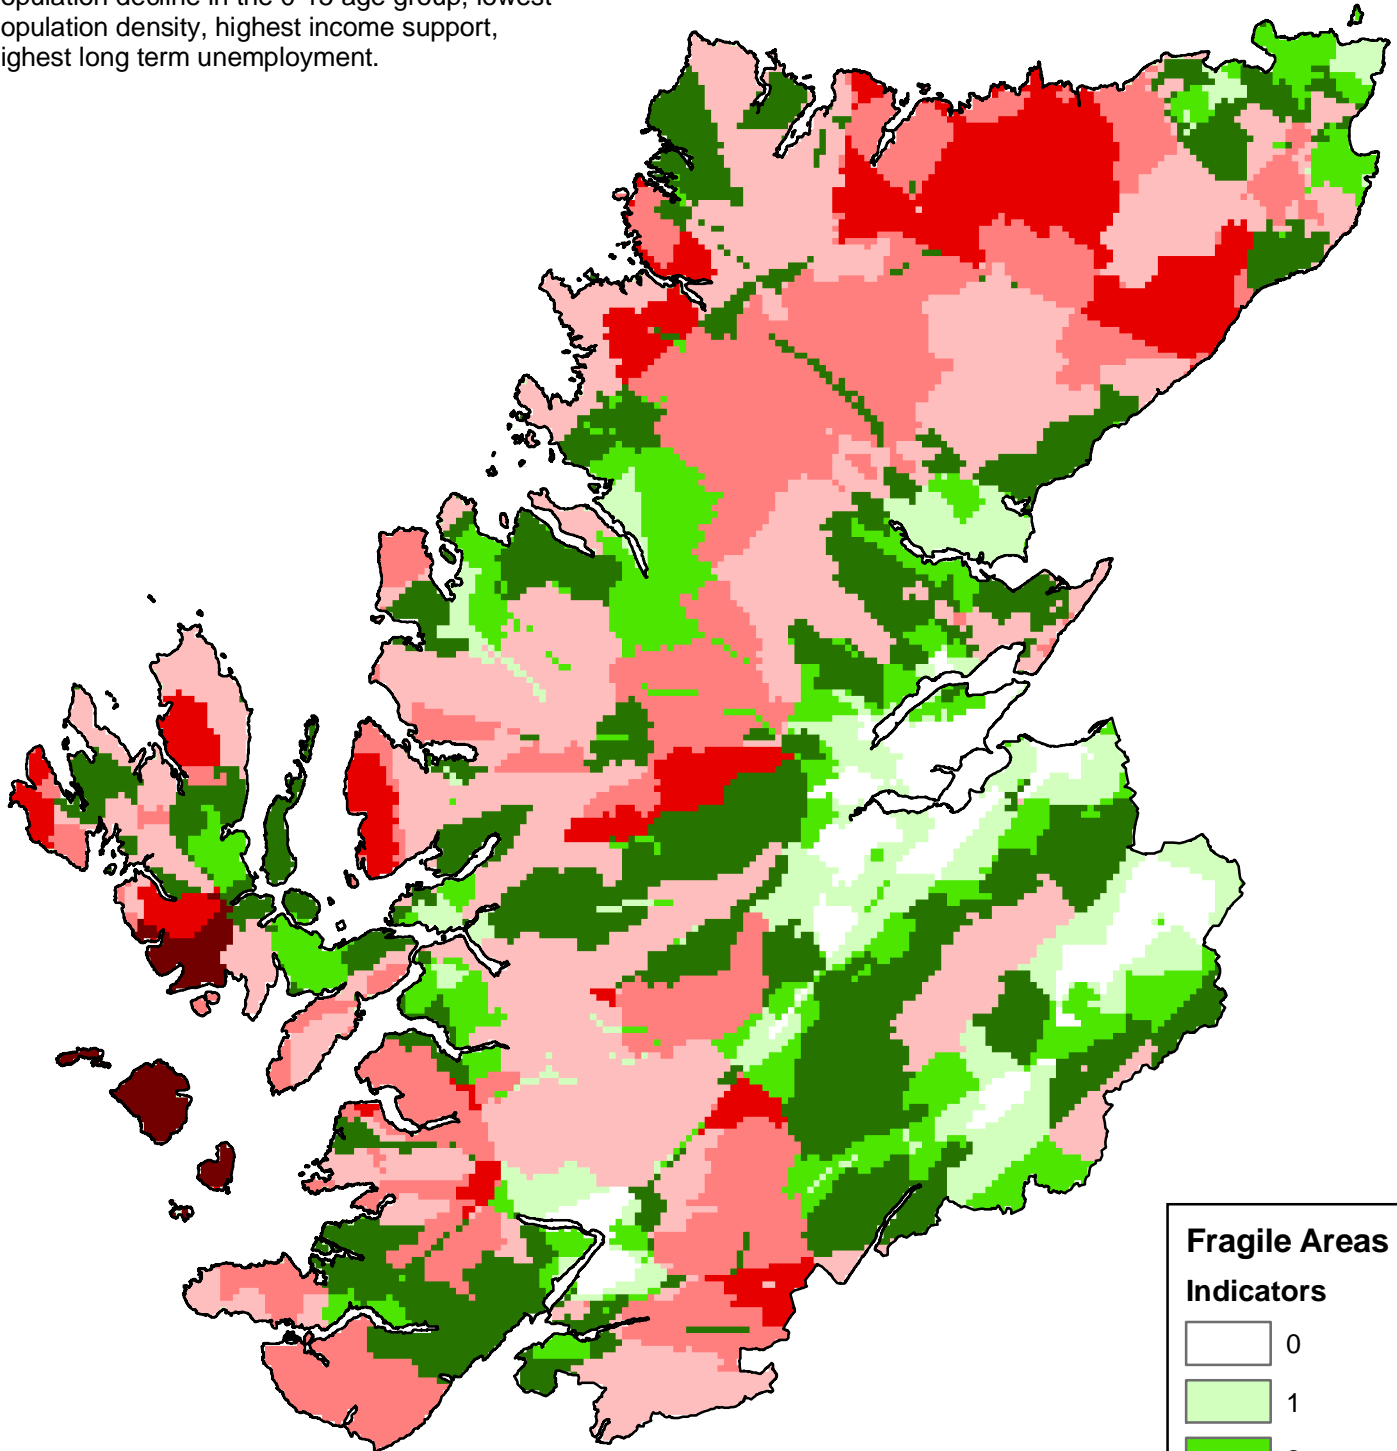 opulation density, highest income support,
ighest long term unemployment.
Fragile Areas
Indicators
0
1